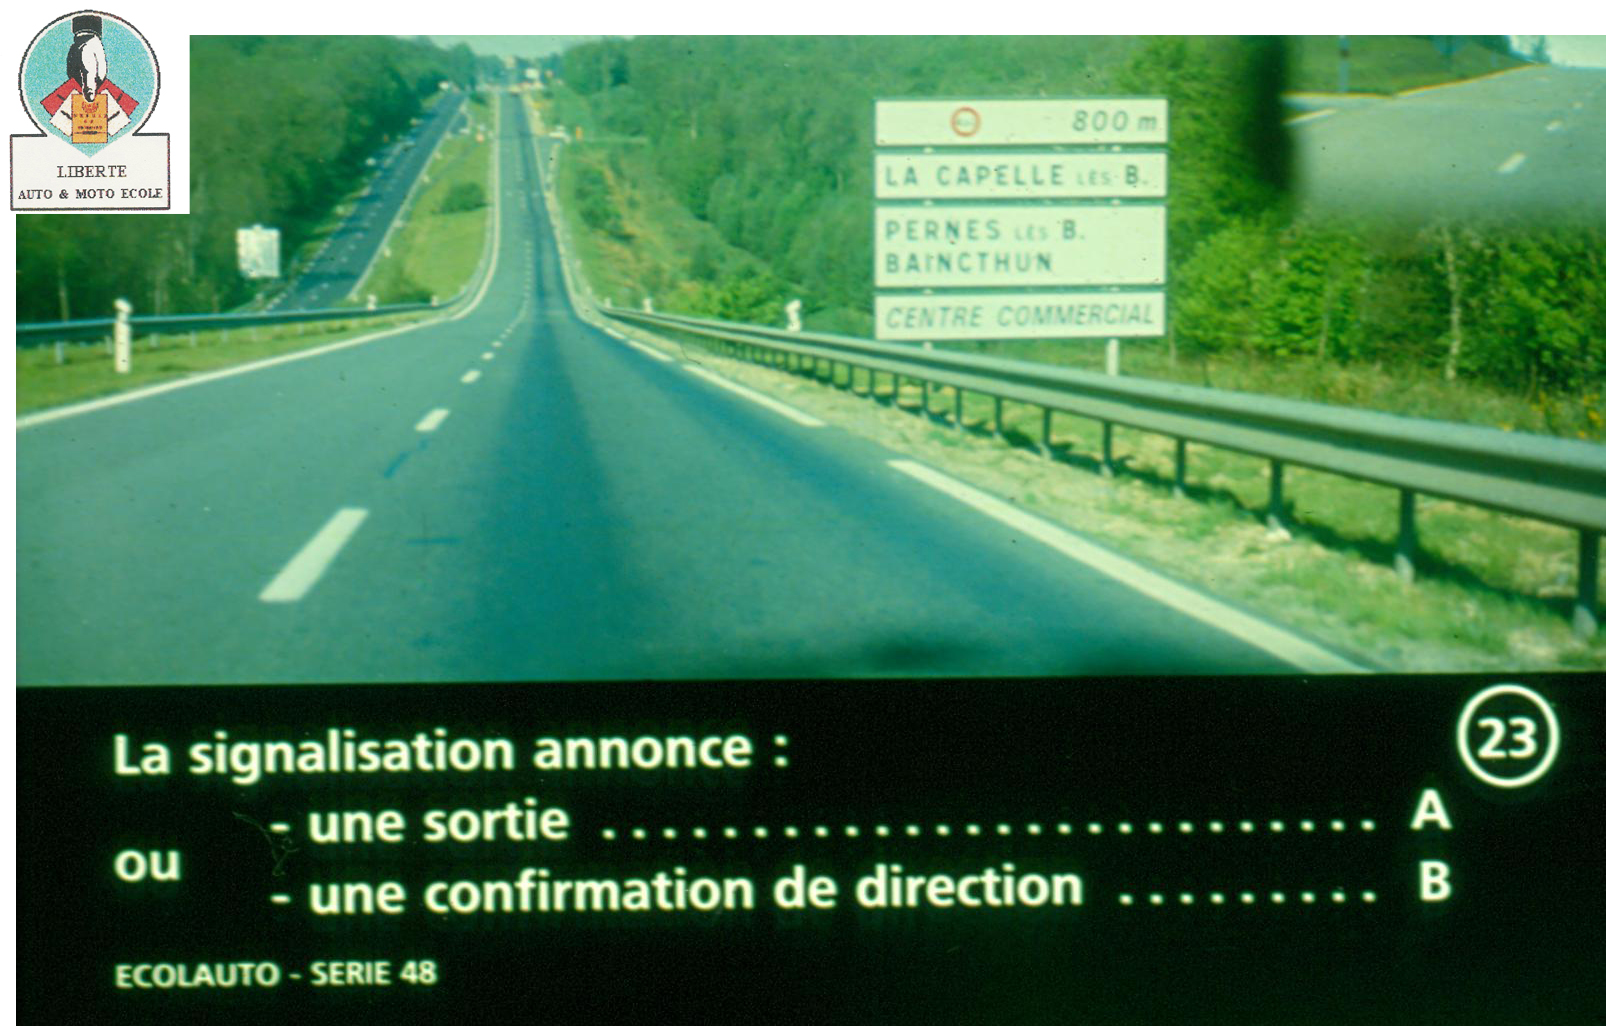 LIBERTE
AUTO & MOTO ECOLE
800 m
LA CAPELLE LES B.
PERNES LES B.
BAINCTHUN
CENTRE COMMERCIAL
23
La signalisation annonce :
- une sortie .......................... A
ou
- une confirmation de direction ......... B
ECOLAUTO - SERIE 48